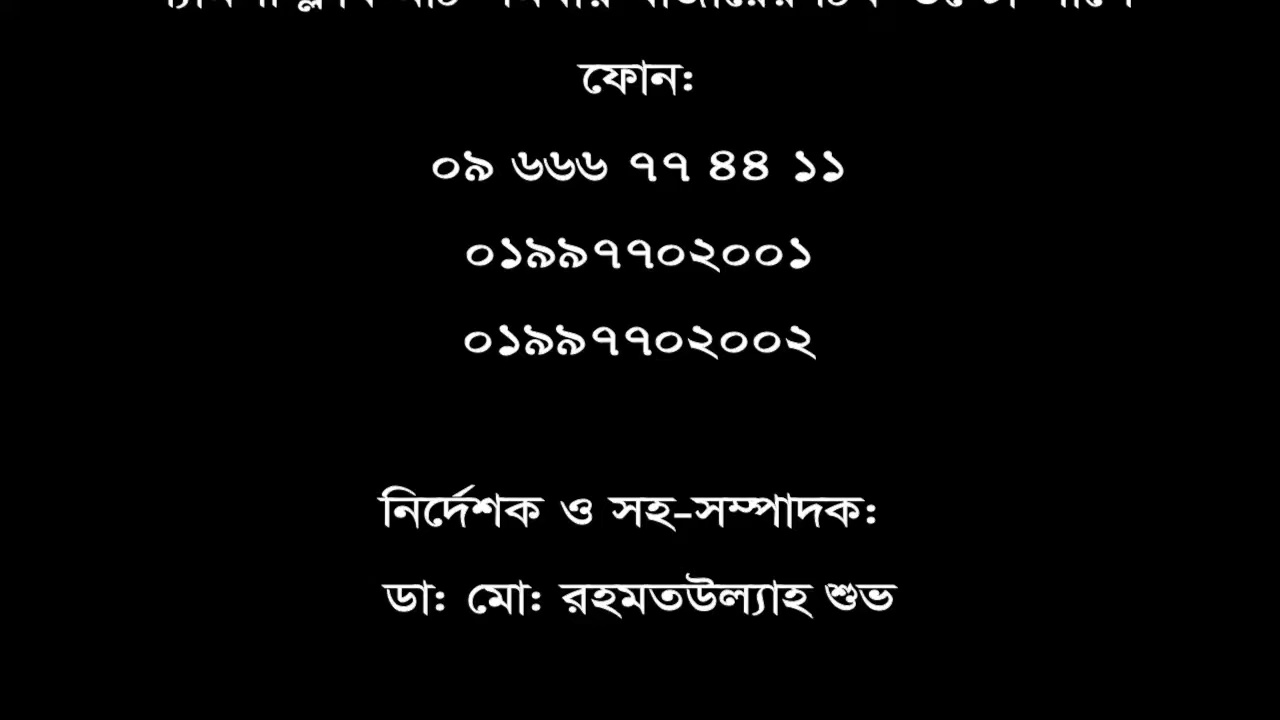 ফোন:
০৯ ৬৬৬ ৭৭ ৪৪ ১১
০১৯৯৭৭০২০০১
০১৯৯৭৭০২০০২
নির্দেশক ও সহ-সম্পাদক:
ডা: মো: রহমতউল্যাহ শুভ